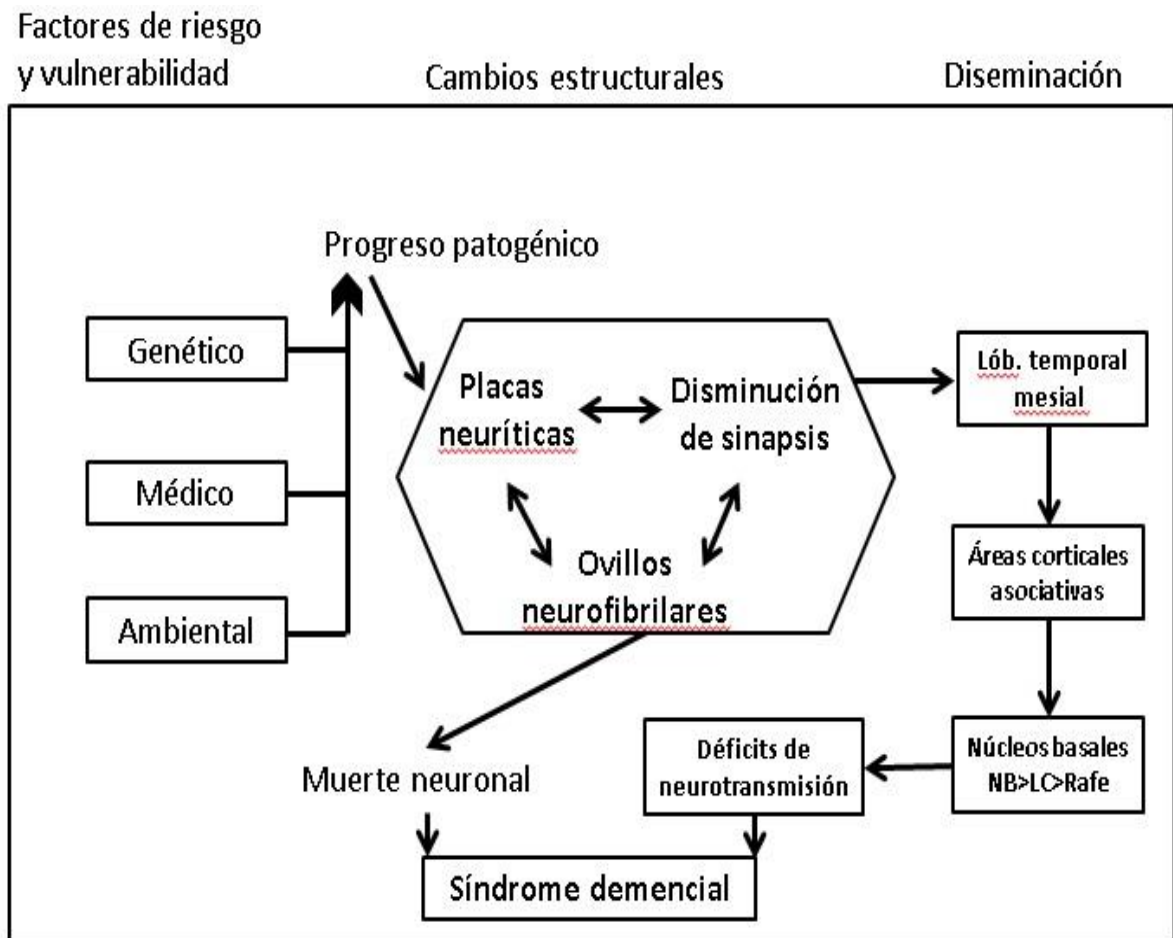 Factores de riesgo
y vulnerabilidad
Cambios estructurales
Diseminación
Progreso patogénico
Genético
Médico
Ambiental
Placas
neuríticas
Disminución
de sinapsis
Ovillos
neurofibrilares
Lób. temporal
mesial
Áreas corticales
asociativas
Núcleos basales
NB>LC>Rafe
Déficits de
neurotransmisión
Muerte neuronal
Síndrome demencial